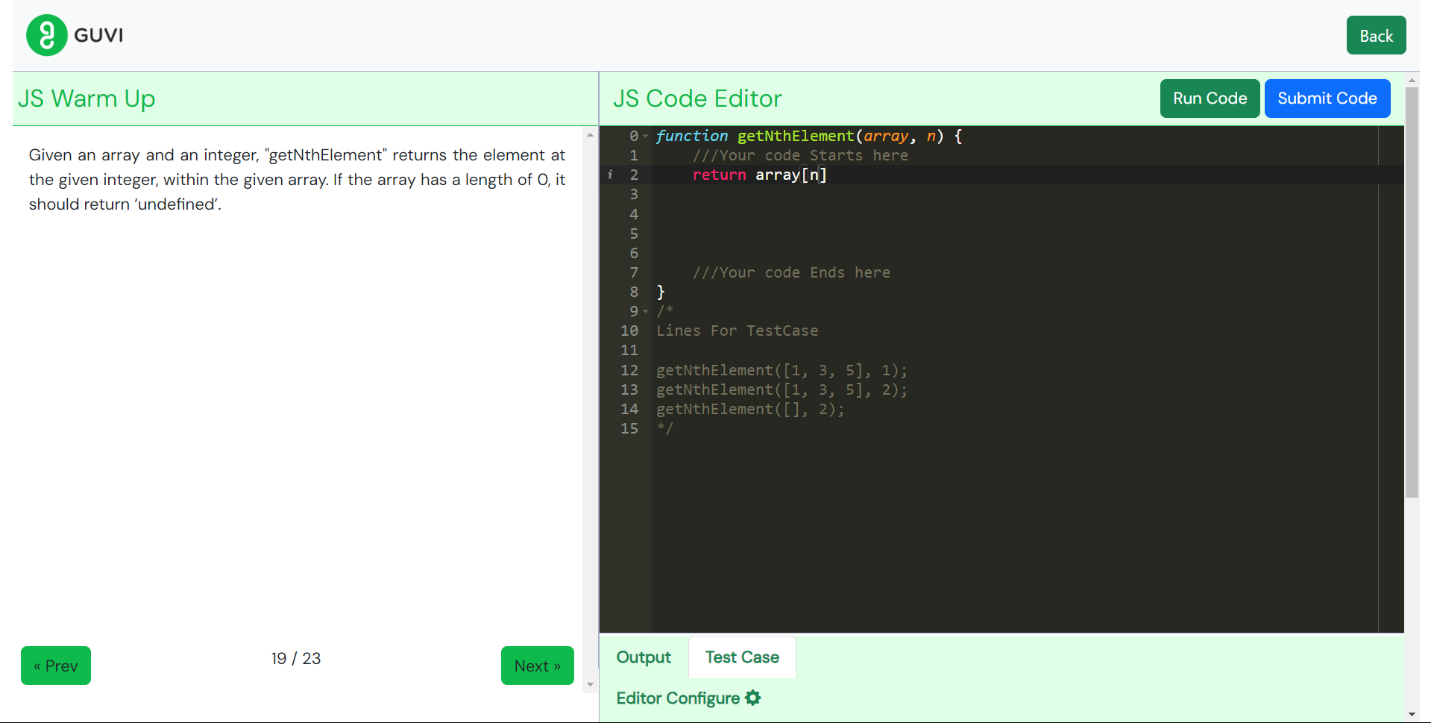 GUVI
Back
JS Warm Up
Given an array and an integer, "getNthElement" returns the element at
the given integer, within the given array. If the array has a length of 0, it
should return ‘undefined’.
« Prev
19 / 23
Next »
JS Code Editor
Run Code
Submit Code
0 function getNthElement(array, n) {
1 ///Your code Starts here
i 2 return array[n]
3
4
5
6
7 ///Your code Ends here
8 }
9 /*
10 Lines For TestCase
11
12 getNthElement([1, 3, 5], 1);
13 getNthElement([1, 3, 5], 2);
14 getNthElement([], 2);
15 */
Output
Test Case
Editor Configure